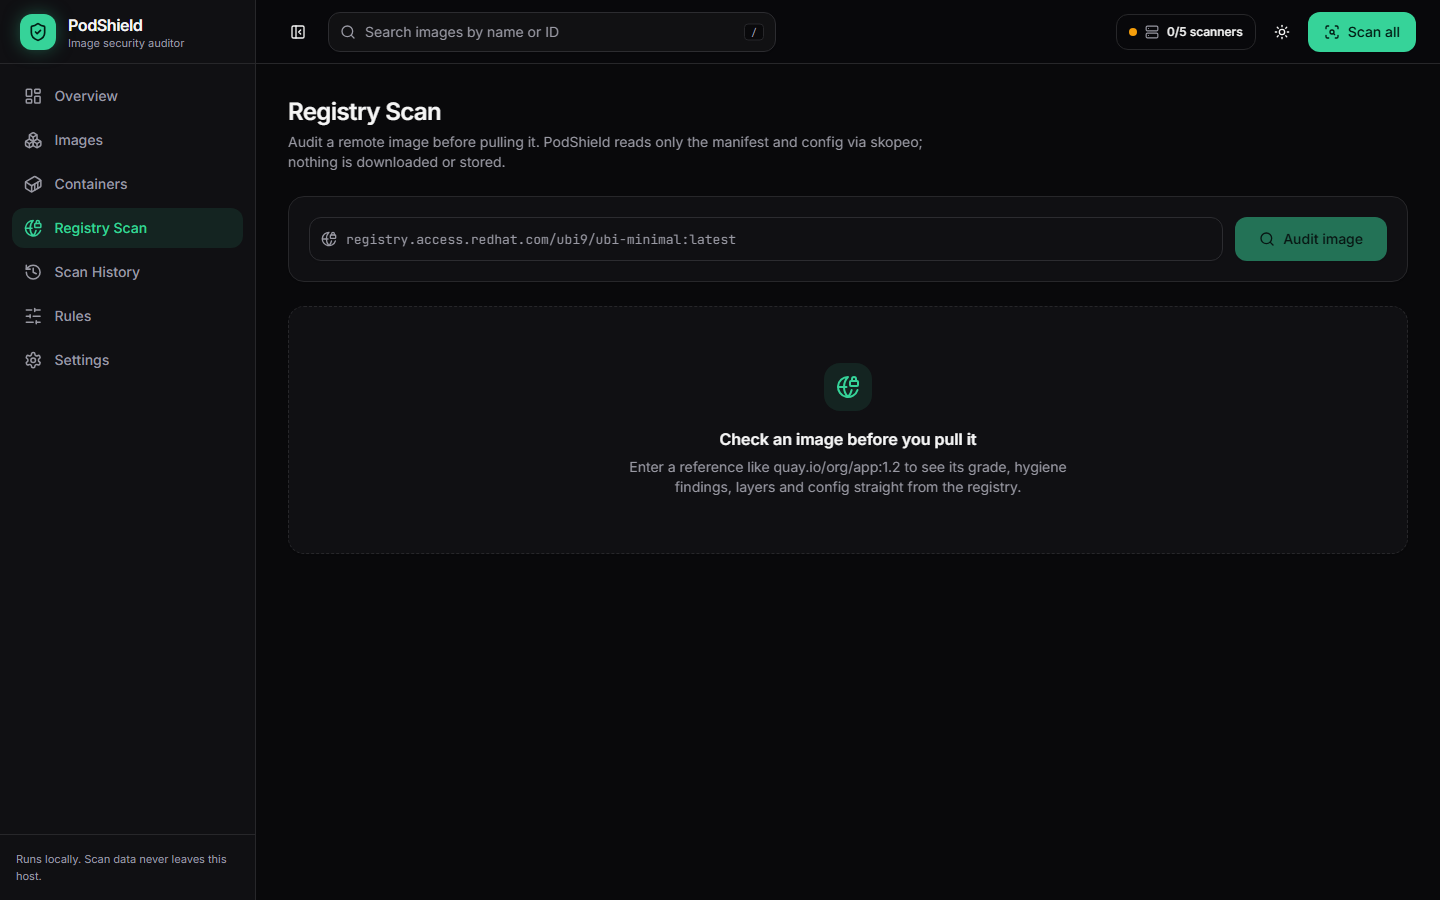 PodShield
Image security auditor
Search images by name or ID
/
0/5 scanners
Scan all
Overview
Images
Containers
Registry Scan
Scan History
Rules
Settings
Registry Scan
Audit a remote image before pulling it. PodShield reads only the manifest and config via skopeo;
nothing is downloaded or stored.
registry.access.redhat.com/ubi9/ubi-minimal:latest
Audit image
Check an image before you pull it
Enter a reference like quay.io/org/app:1.2 to see its grade, hygiene
findings, layers and config straight from the registry.
Runs locally. Scan data never leaves this
host.